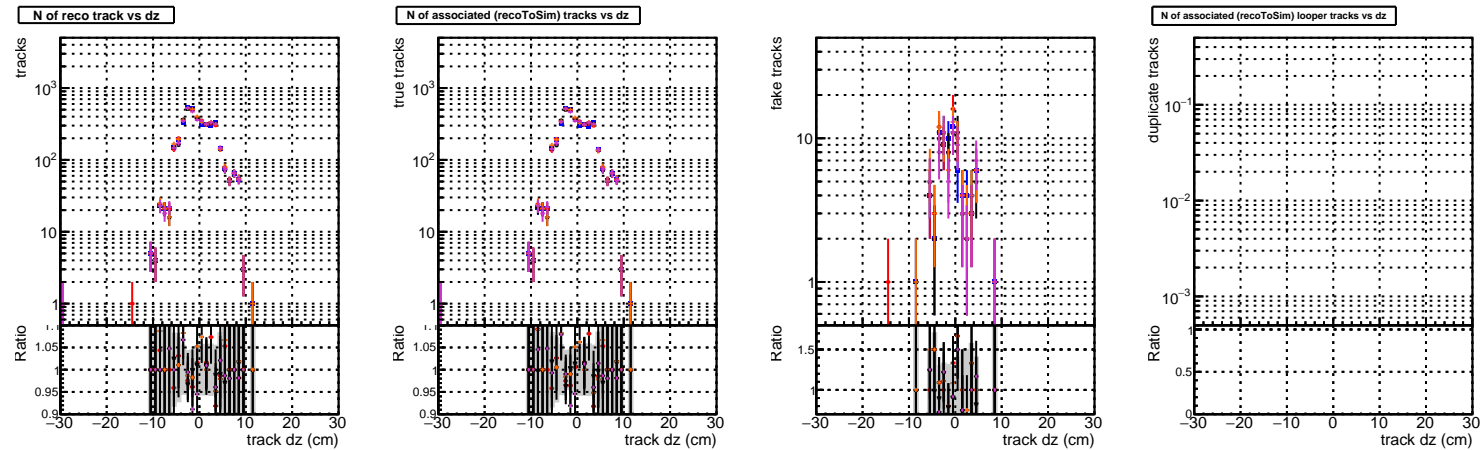 N of reco track vs dz
tracks
10³
10²
10
1
Ratio
1.05
1
0.95
0.9
−30 −20 −10 0 10 20 30
track dz (cm)
N of associated (recoToSim) tracks vs dz
true tracks
10³
10²
10
1
Ratio
1.05
1
0.95
0.9
−30 −20 −10 0 10 20 30
track dz (cm)
fake tracks
10
1
Ratio
1.5
1
−30 −20 −10 0 10 20 30
track dz (cm)
N of associated (recoToSim) looper tracks vs dz
duplicate tracks
10⁻¹
10⁻²
10⁻³
Ratio
1
0.5
0
−30 −20 −10 0 10 20 30
track dz (cm)